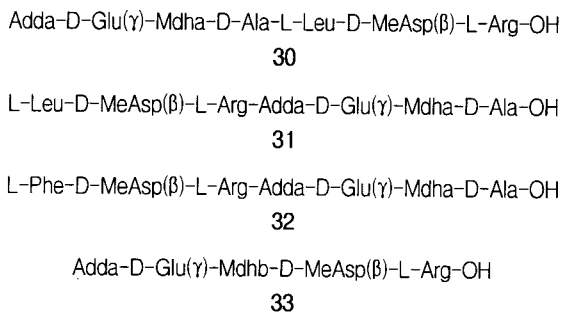 Adda–D–Glu(γ)–Mdha–D–Ala–L–Leu–D–MeAsp(β)–L–Arg–OH
30
L–Leu–D–MeAsp(β)–L–Arg–Adda–D–Glu(γ)–Mdha–D–Ala–OH
31
L–Phe–D–MeAsp(β)–L–Arg–Adda–D–Glu(γ)–Mdha–D–Ala–OH
32
Adda–D–Glu(γ)–Mdhb–D–MeAsp(β)–L–Arg–OH
33